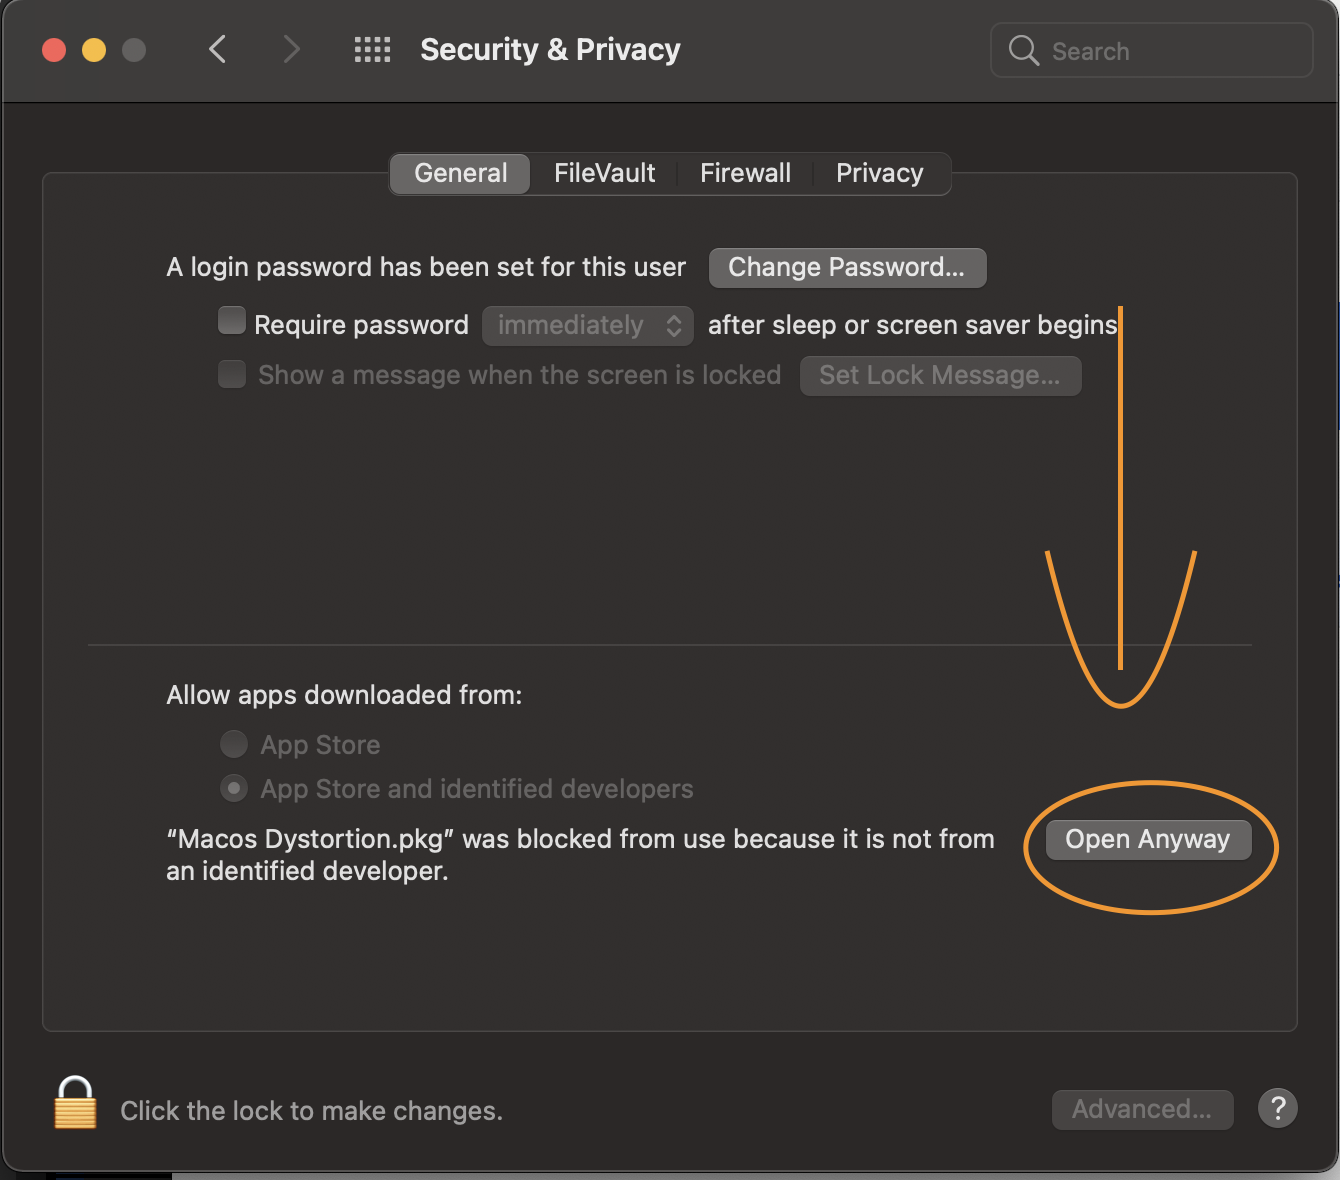 Security & Privacy
Search
General FileVault Firewall Privacy
A login password has been set for this user Change Password...
Require password immediately after sleep or screen saver begins
Show a message when the screen is locked Set Lock Message...
Allow apps downloaded from:
App Store
App Store and identified developers
“Macos Dystortion.pkg” was blocked from use because it is not from
an identified developer.
Open Anyway
Click the lock to make changes.
Advanced...
?